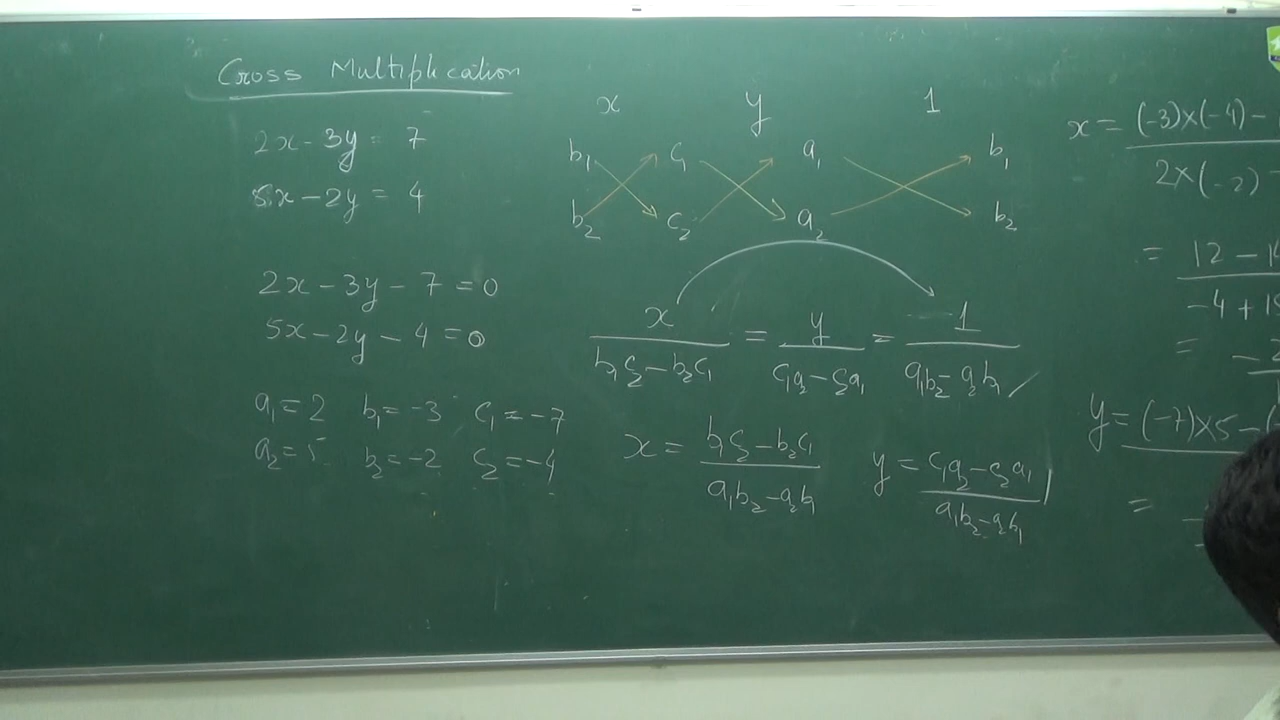 Cross Multiplication
2x - 3y = 7
5x - 2y = 4
2x - 3y - 7 = 0
5x - 2y - 4 = 0
a₁ = 2 b₁ = -3 c₁ = -7
a₂ = 5 b₂ = -2 c₂ = -4
x y 1
b₁ c₁ a₁ b₁
b₂ c₂ a₂ b₂
x / (b₁c₂ - b₂c₁) = y / (c₁a₂ - c₂a₁) = 1 / (a₁b₂ - a₂b₁)
x = (b₁c₂ - b₂c₁) / (a₁b₂ - a₂b₁) y = (c₁a₂ - c₂a₁) / (a₁b₂ - a₂b₁)
x = (-3)×(-4) -
2×(-2) -
= 12 - 14
-4 + 15
= -2
y = (-7)×5 - (
=